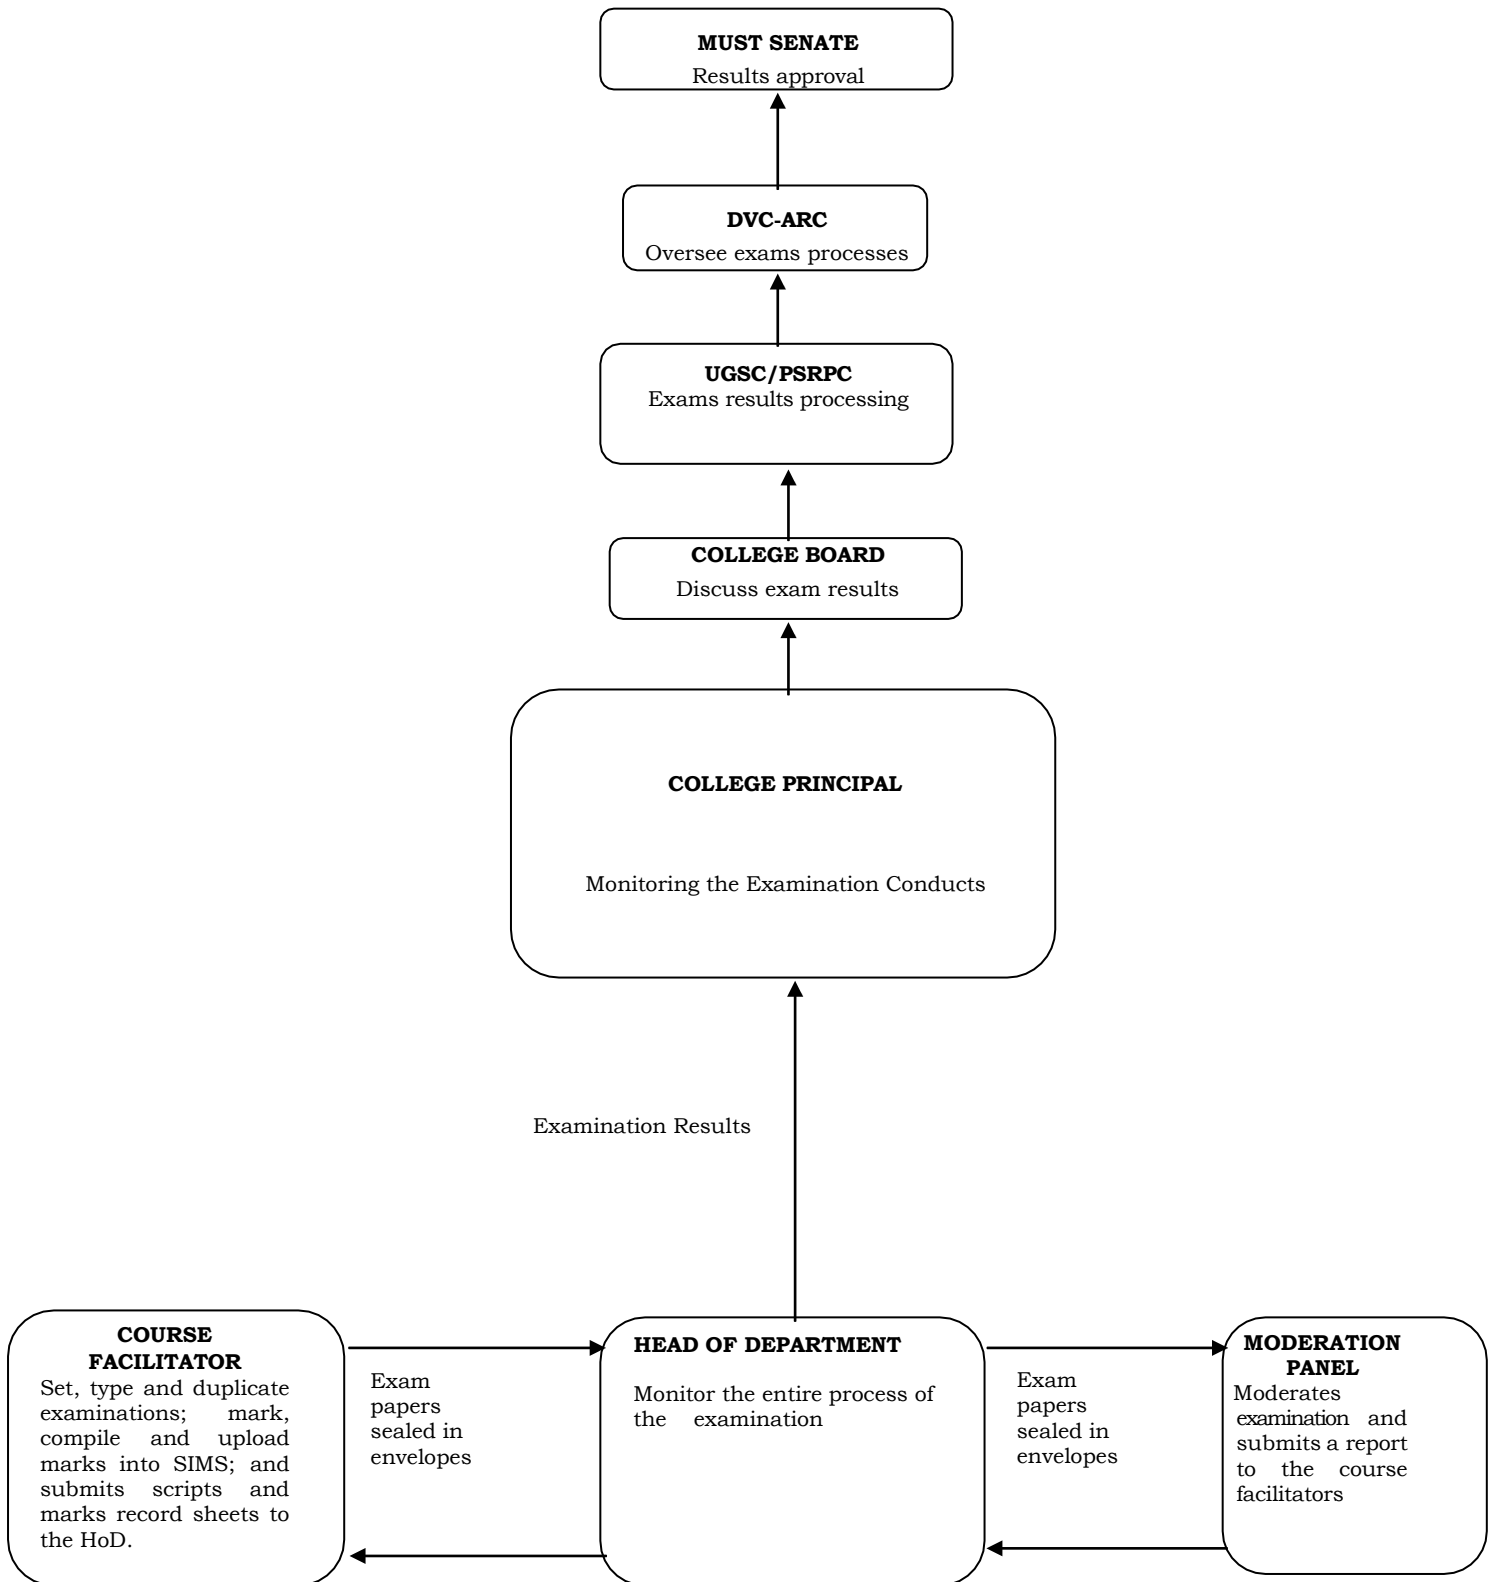 MUST SENATE
Results approval
DVC-ARC
Oversee exams processes
UGSC/PSRPC
Exams results processing
COLLEGE BOARD
Discuss exam results
COLLEGE PRINCIPAL
Monitoring the Examination Conducts
Examination Results
COURSE
FACILITATOR
Set, type and duplicate
examinations; mark,
compile and upload
marks into SIMS; and
submits scripts and
marks record sheets to
the HoD.
Exam
papers
sealed in
envelopes
HEAD OF DEPARTMENT
Monitor the entire process of
the examination
Exam
papers
sealed in
envelopes
MODERATION
PANEL
Moderates
examination and
submits a report
to the course
facilitators